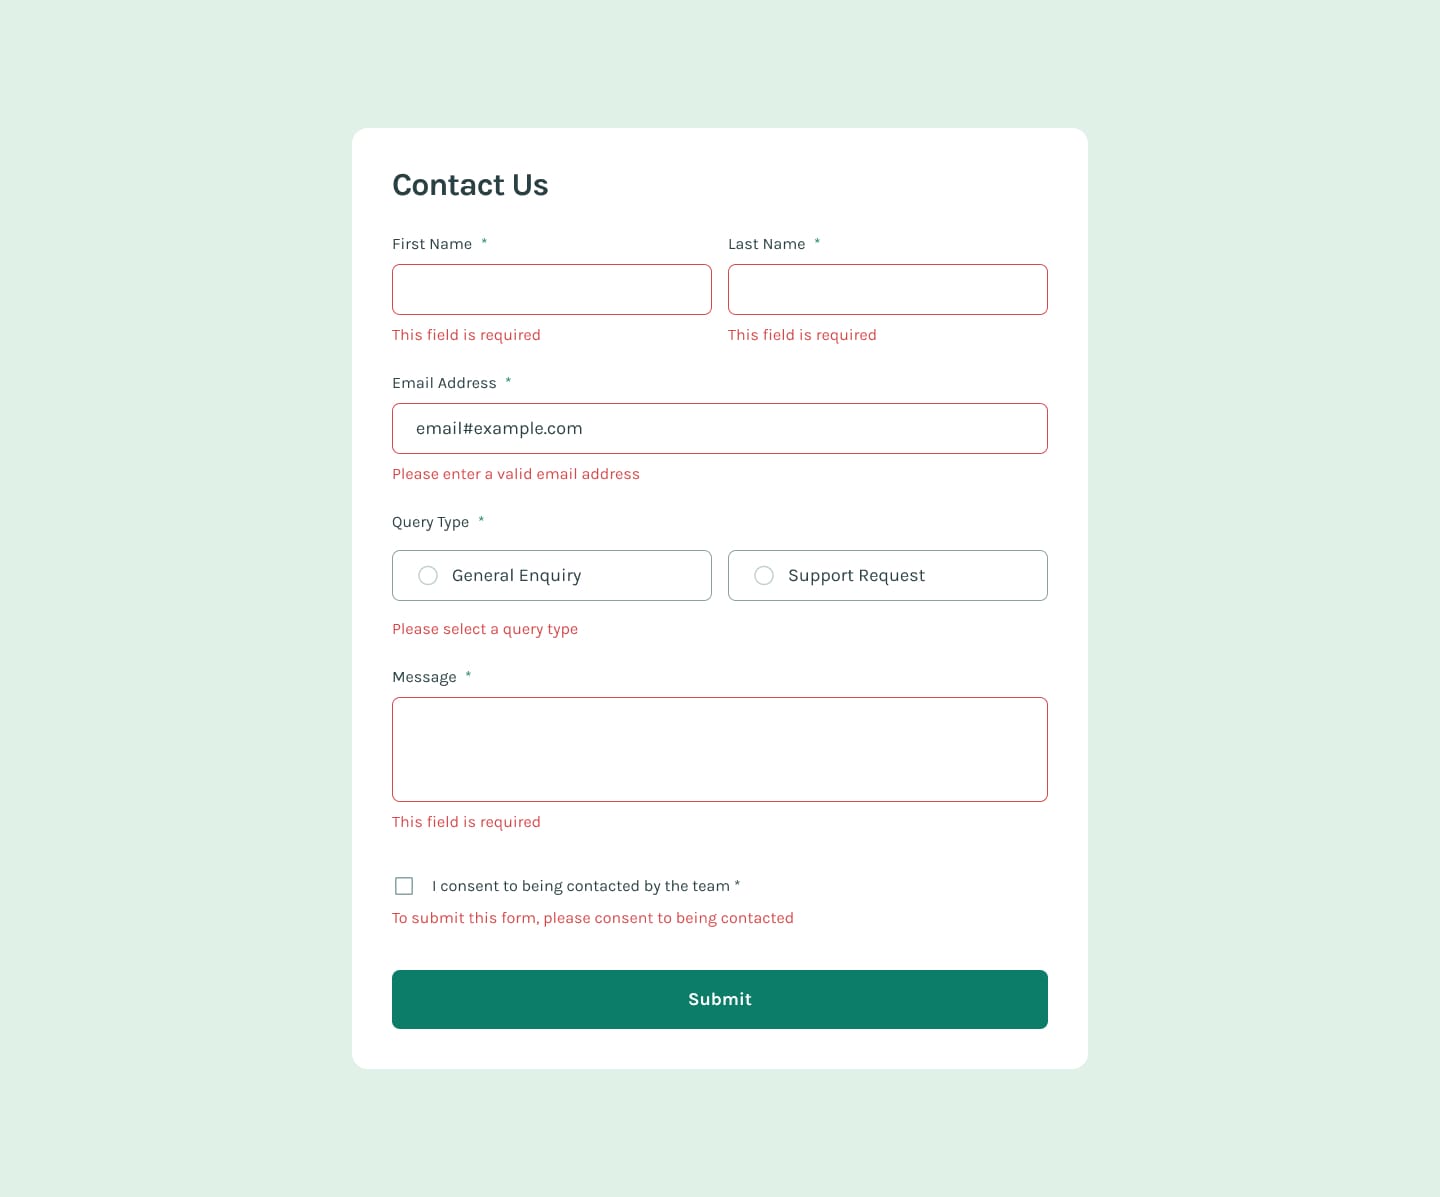 Contact Us
First Name *
Last Name *
This field is required
This field is required
Email Address *
email#example.com
Please enter a valid email address
Query Type *
General Enquiry
Support Request
Please select a query type
Message *
This field is required
I consent to being contacted by the team *
To submit this form, please consent to being contacted
Submit